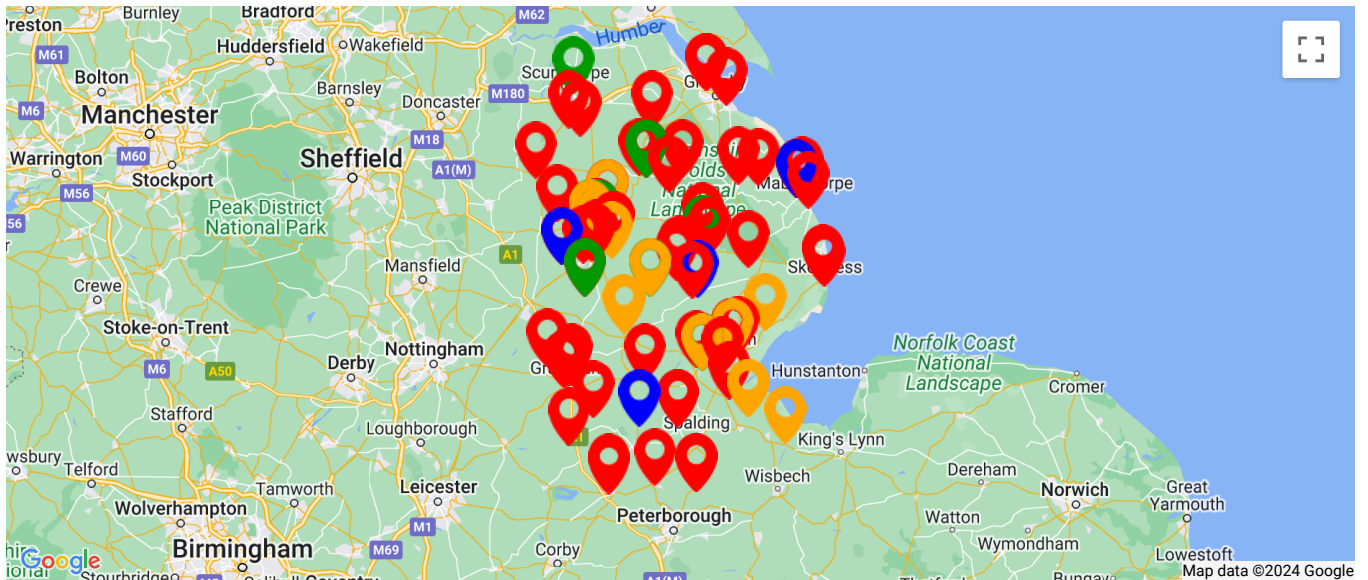 Preston
Burnley
Bradford
M62
Humber
Huddersfield
Wakefield
M61
Bolton
Barnsley
Doncaster
M180
M6
Manchester
M18
Warrington
M60
Sheffield
A1(M)
Stockport
M56
Peak District
National Park
56
A1
Mansfield
Crewe
Stoke-on-Trent
Nottingham
Derby
M6
A50
Norfolk Coast
National
Landscape
Hunstanton
Cromer
Stafford
Loughborough
Spalding
King's Lynn
Telford
Tamworth
Leicester
Wisbech
Dereham
Norwich
Great
Yarmouth
Wolverhampton
M1
Peterborough
Watton
Wymondham
Birmingham
M69
Corby
Lowestoft
Google
A1(M)
Map data ©2024 Google